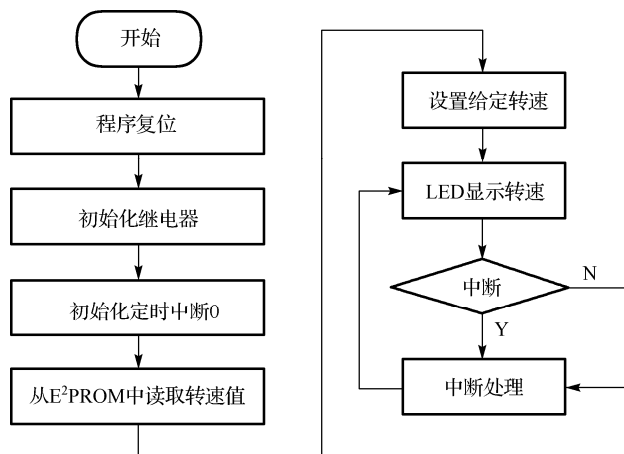 开始
程序复位
初始化继电器
初始化定时中断0
从E²PROM中读取转速值
设置给定转速
LED显示转速
中断
N
Y
中断处理